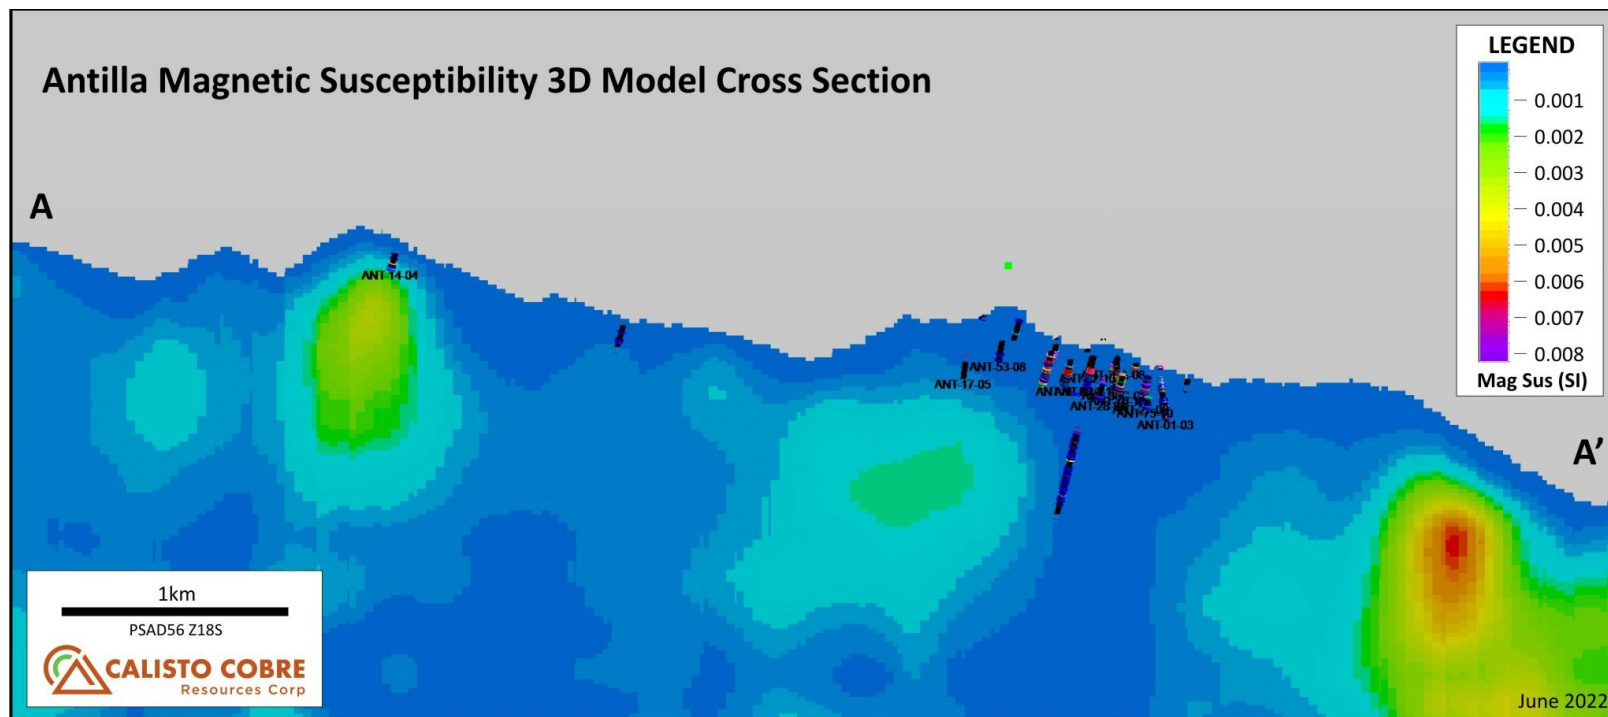 Antilla Magnetic Susceptibility 3D Model Cross Section
LEGEND
0.001
0.002
0.003
0.004
0.005
0.006
0.007
0.008
Mag Sus (SI)
A
A’
ANT-14-04
ANT-53-08
ANT-17-05
ANT-01-03
1km
PSAD56 Z18S
CALISTO COBRE
Resources Corp
June 2022